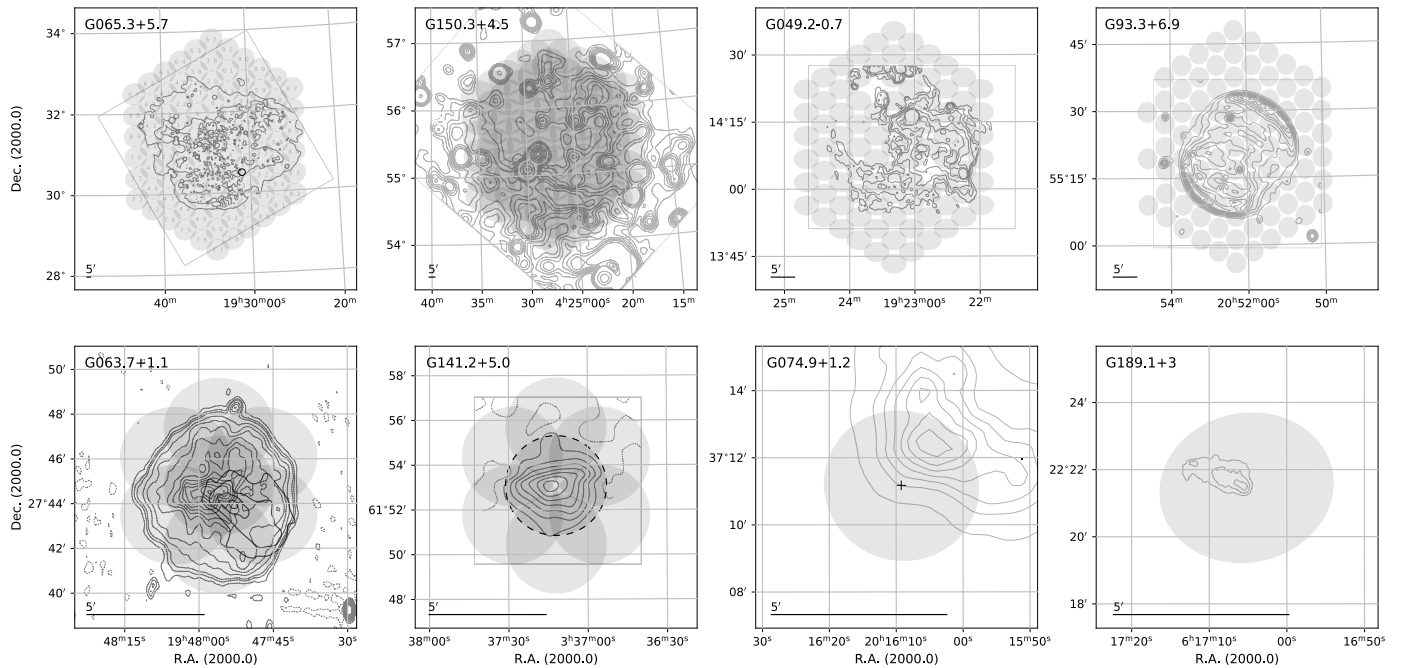 G065.3+5.7
G150.3+4.5
G049.2-0.7
G93.3+6.9
Dec. (2000.0)
34°
32°
30°
28°
5′
40ᵐ
19ʰ30ᵐ00ˢ
20ᵐ
57°
56°
55°
54°
5′
40ᵐ
35ᵐ
30ᵐ
4ʰ25ᵐ00ˢ
20ᵐ
15ᵐ
30′
14°15′
00′
13°45′
5′
25ᵐ
24ᵐ
19ʰ23ᵐ00ˢ
22ᵐ
45′
30′
55°15′
00′
5′
54ᵐ
20ʰ52ᵐ00ˢ
50ᵐ
G063.7+1.1
G141.2+5.0
G074.9+1.2
G189.1+3
Dec. (2000.0)
50′
48′
46′
27°44′
42′
40′
5′
48ᵐ15ˢ
19ʰ48ᵐ00ˢ
47ᵐ45ˢ
30ˢ
R.A. (2000.0)
58′
56′
54′
61°52′
50′
48′
5′
38ᵐ00ˢ
37ᵐ30ˢ
3ʰ37ᵐ00ˢ
36ᵐ30ˢ
R.A. (2000.0)
14′
37°12′
10′
08′
5′
30ˢ
16ᵐ20ˢ
20ʰ16ᵐ10ˢ
00ˢ
15ᵐ50ˢ
R.A. (2000.0)
24′
22°22′
20′
18′
5′
17ᵐ20ˢ
6ʰ17ᵐ10ˢ
00ˢ
16ᵐ50ˢ
R.A. (2000.0)